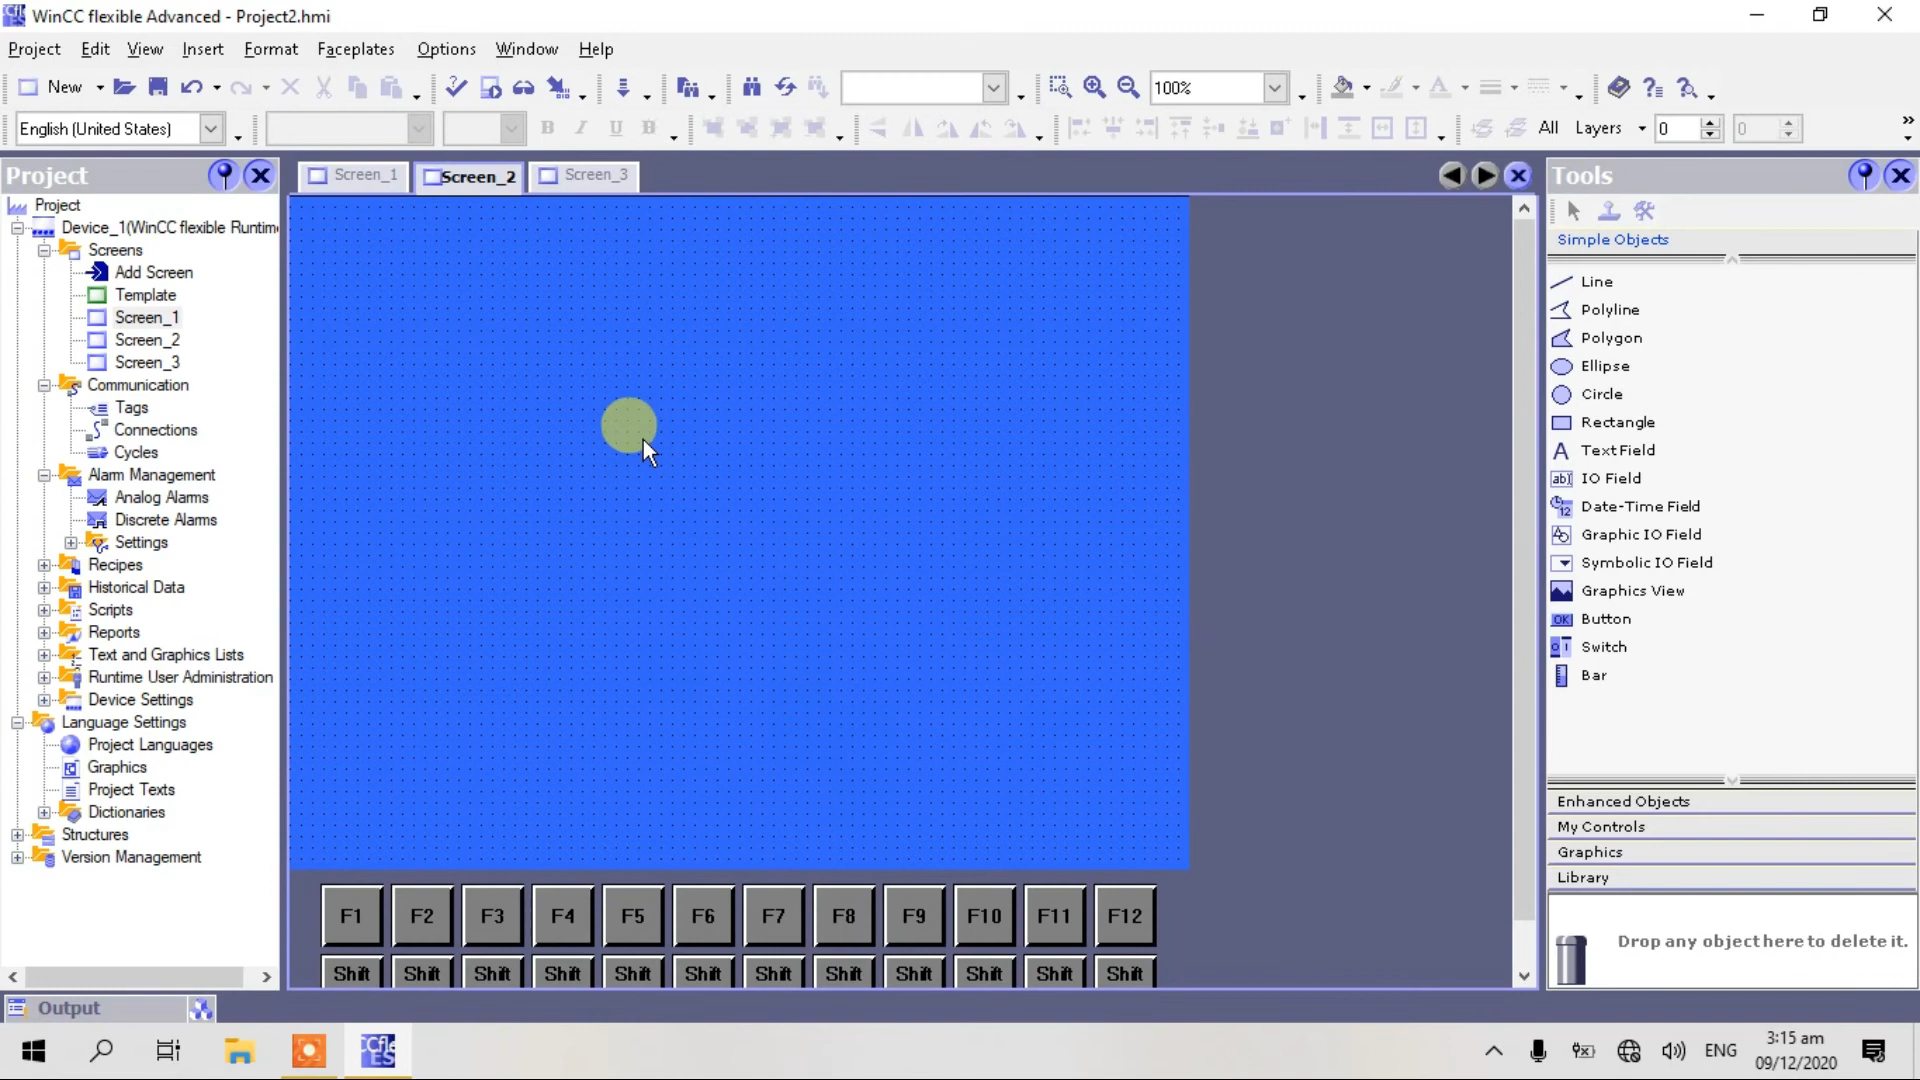 WinCC flexible Advanced - Project2.hmi
Project Edit View Insert Format Faceplates Options Window Help
New 100%
English (United States) B I U B All Layers 0 0
Project
Project
Device_1(WinCC flexible Runtim
Screens
Add Screen
Template
Screen_1
Screen_2
Screen_3
Communication
Tags
Connections
Cycles
Alarm Management
Analog Alarms
Discrete Alarms
Settings
Recipes
Historical Data
Scripts
Reports
Text and Graphics Lists
Runtime User Administration
Device Settings
Language Settings
Project Languages
Graphics
Project Texts
Dictionaries
Structures
Version Management
Screen_1 Screen_2 Screen_3
F1 F2 F3 F4 F5 F6 F7 F8 F9 F10 F11 F12
Shift Shift Shift Shift Shift Shift Shift Shift Shift Shift Shift Shift
Tools
Simple Objects
Line
Polyline
Polygon
Ellipse
Circle
Rectangle
Text Field
IO Field
Date-Time Field
Graphic IO Field
Symbolic IO Field
Graphics View
Button
Switch
Bar
Enhanced Objects
My Controls
Graphics
Library
Drop any object here to delete it.
Output
ENG
3:15 am
09/12/2020